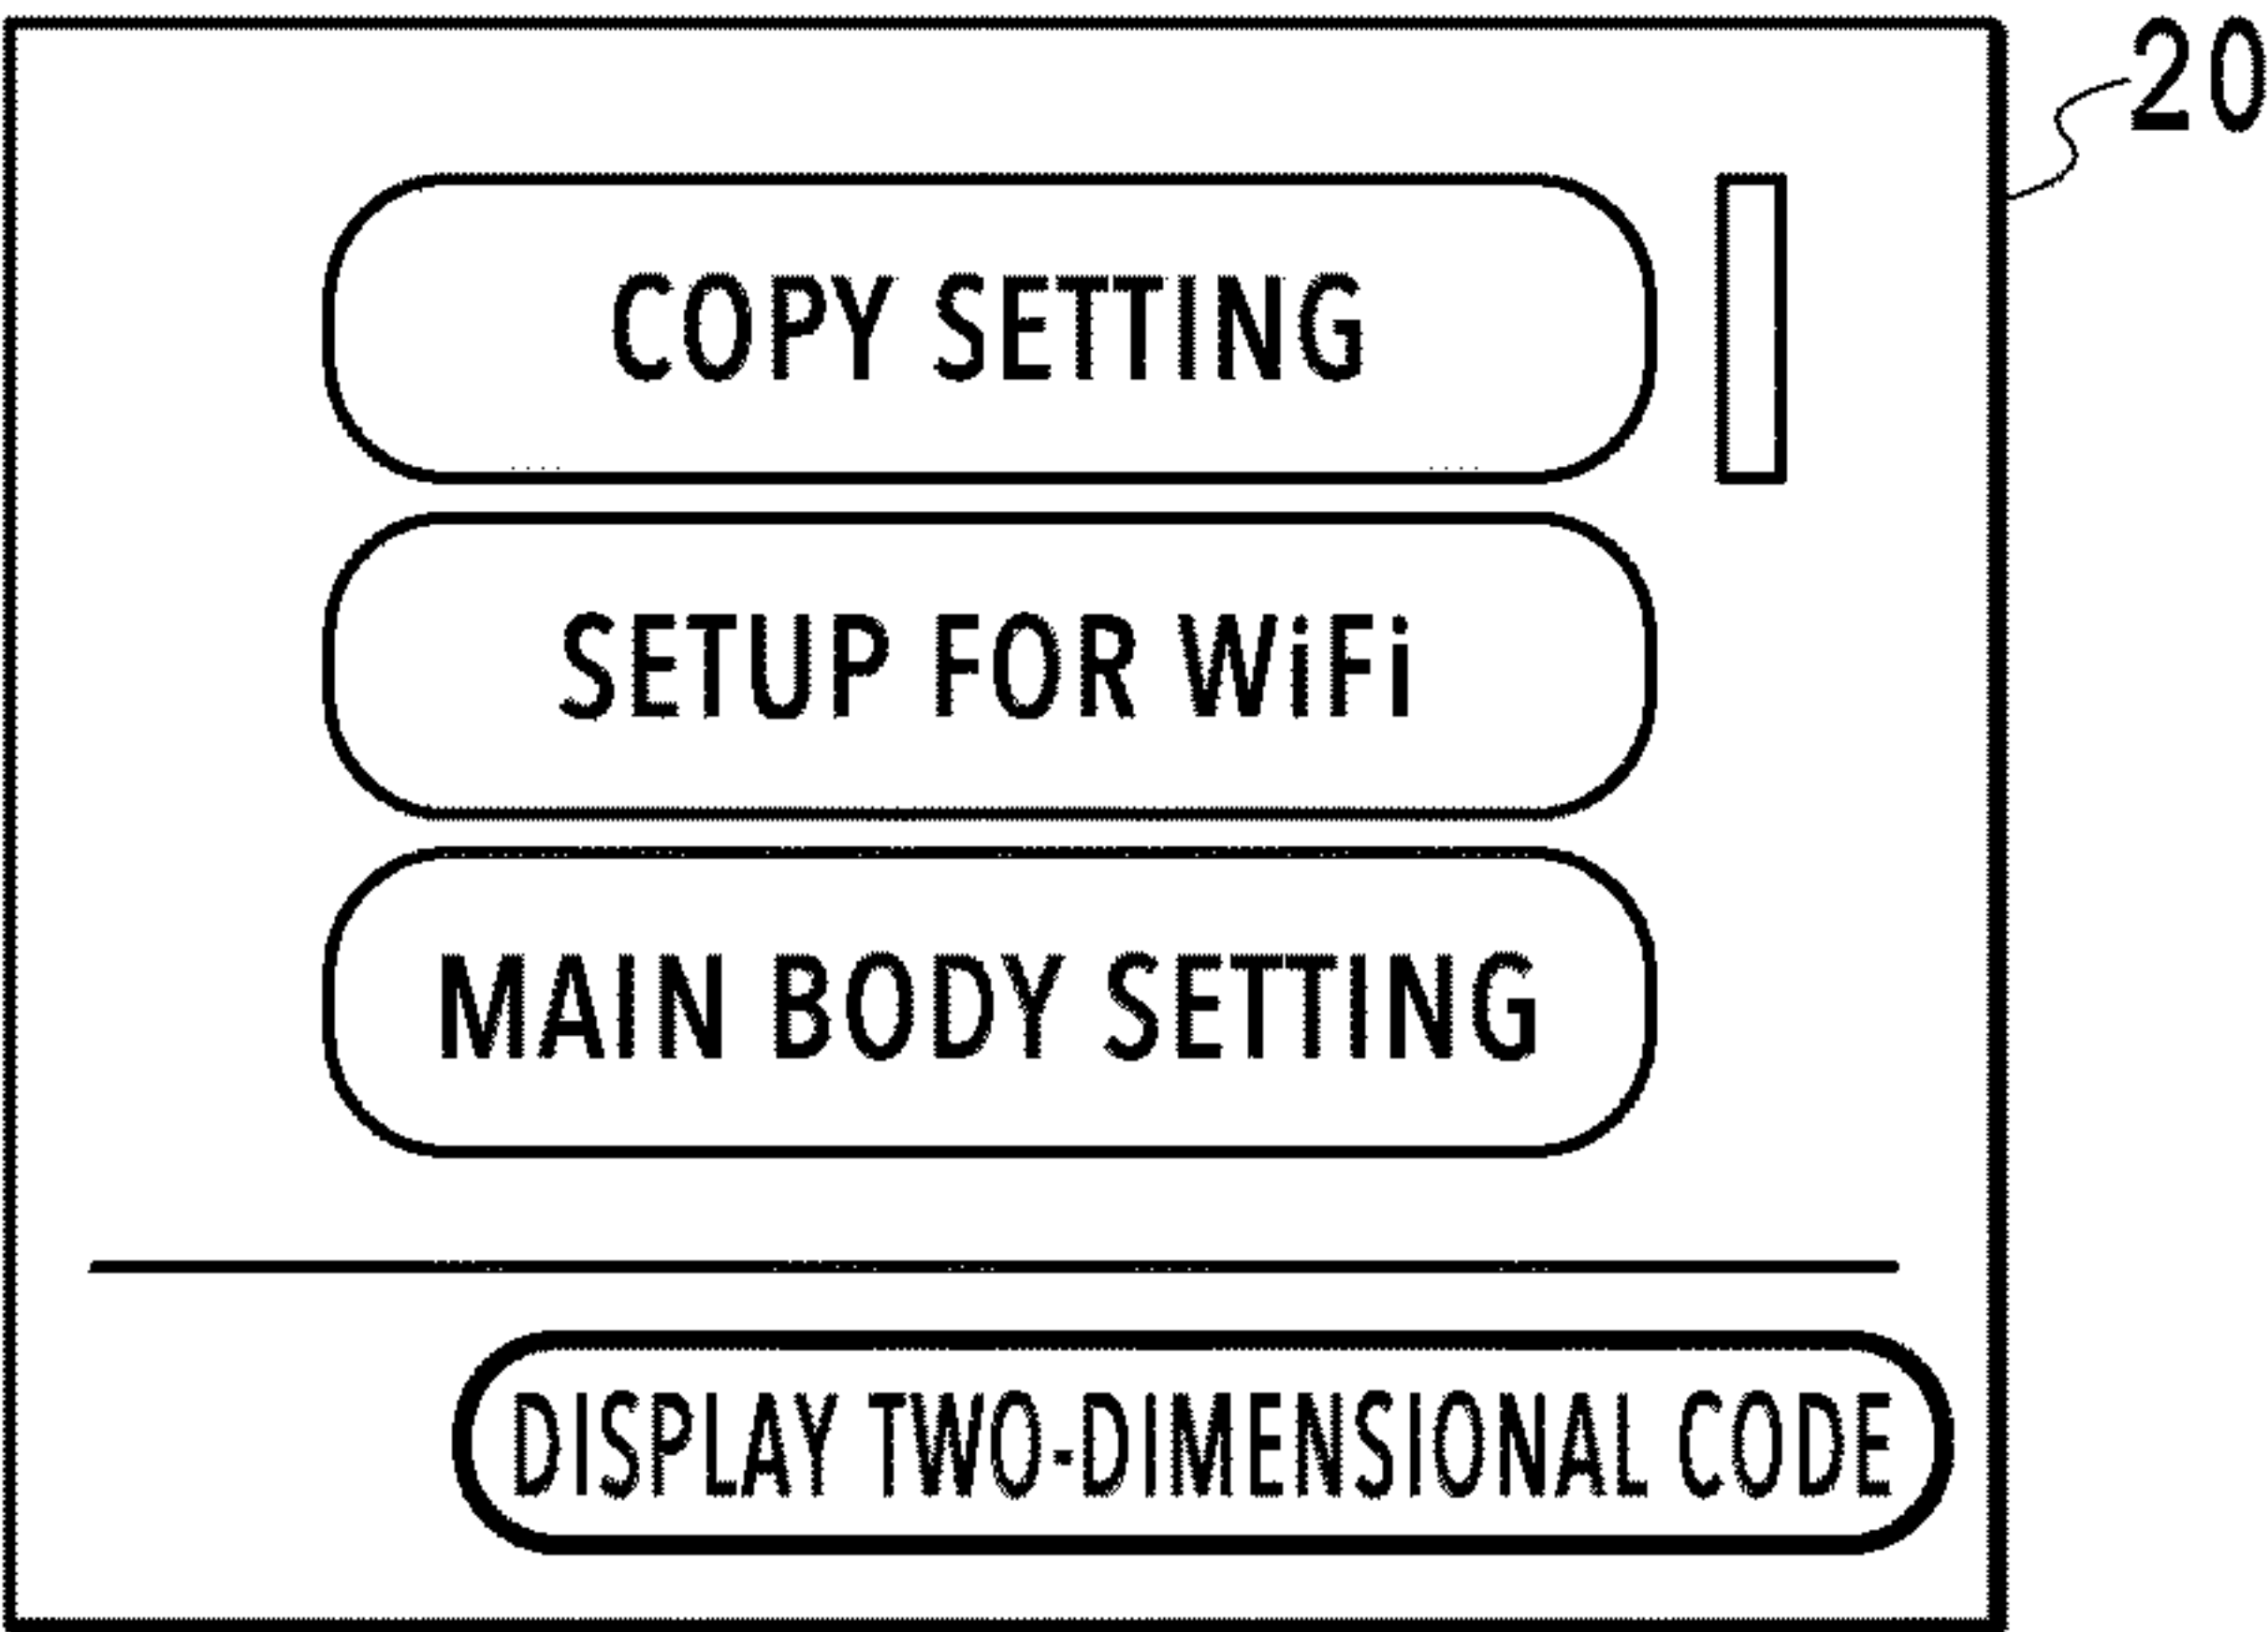 20
COPY SETTING
SETUP FOR WiFi
MAIN BODY SETTING
DISPLAY TWO-DIMENSIONAL CODE